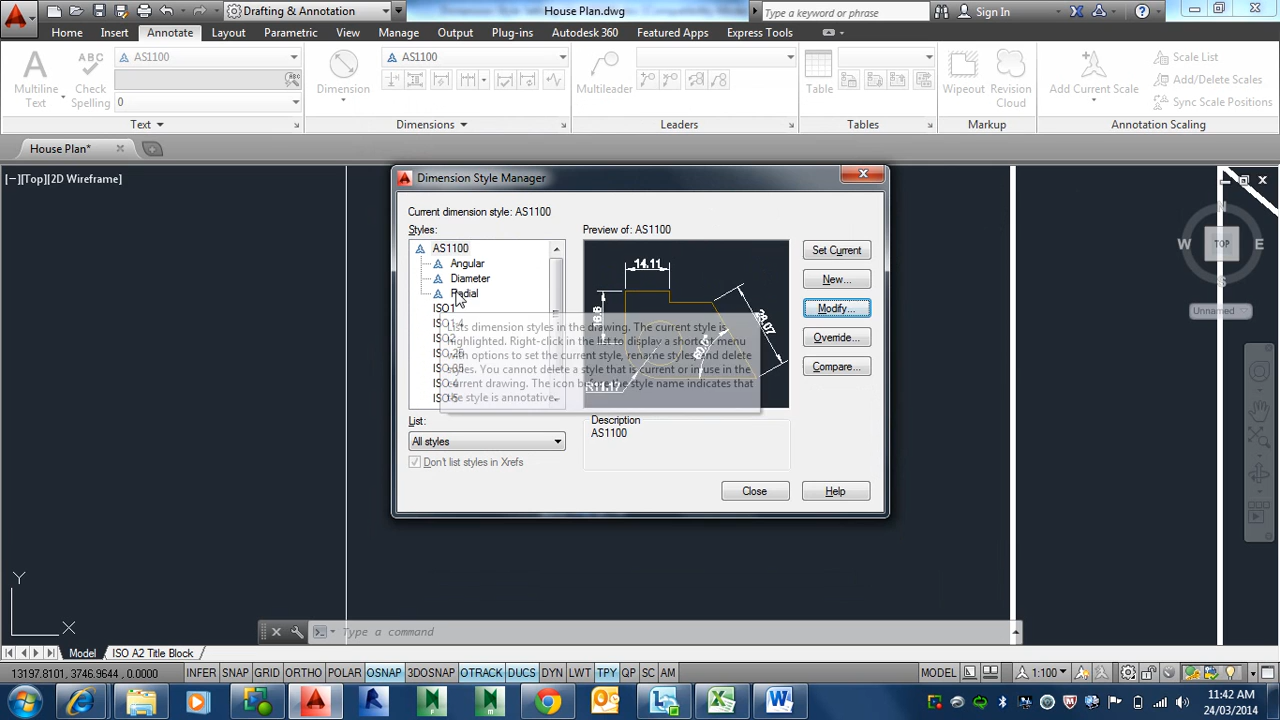 Drafting & Annotation
House Plan.dwg
Type a keyword or phrase
Sign In
Home Insert Annotate Layout Parametric View Manage Output Plug-ins Autodesk 360 Featured Apps Express Tools
AS1100
AS1100
Scale List
Multiline Text
Check Spelling
Dimension
Multileader
Table
Wipeout
Revision Cloud
Add Current Scale
Add/Delete Scales
0
Sync Scale Positions
Text
Dimensions
Leaders
Tables
Markup
Annotation Scaling
House Plan*
[−][Top][2D Wireframe]
N
W TOP E
S
Unnamed
Dimension Style Manager
Current dimension style: AS1100
Styles:
Preview of: AS1100
AS1100
Angular
Diameter
Radial
ISO1
ISO1.4
ISO2
Lists dimension styles in the drawing. The current style is
highlighted. Right-click in the list to display a shortcut menu
with options to set the current style, rename styles, and delete
styles. You cannot delete a style that is current or in use in the
current drawing. The icon before the style name indicates that
the style is annotative.
14.11
28.07
R11.17
Set Current
New...
Modify...
Override...
Compare...
List:
All styles
Don't list styles in Xrefs
Description
AS1100
Close
Help
Y
X
Type a command
Model
ISO A2 Title Block
13197.8101, 3746.9644, 0.0000
INFER SNAP GRID ORTHO POLAR OSNAP 3DOSNAP OTRACK DUCS DYN LWT TPY QP SC AM
MODEL
1:100
11:42 AM
24/03/2014